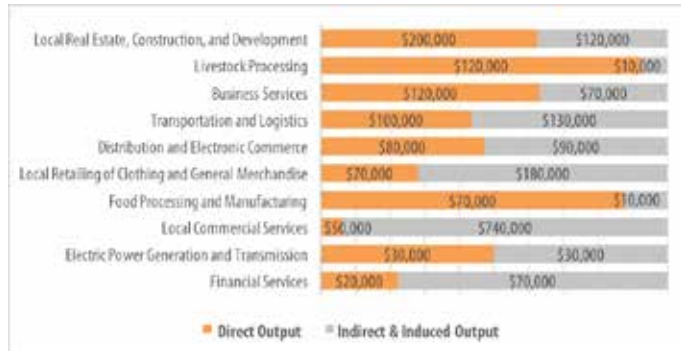 Local Real Estate, Construction, and Development $200,000 $120,000
Livestock Processing $120,000 $10,000
Business Services $120,000 $70,000
Transportation and Logistics $100,000 $130,000
Distribution and Electronic Commerce $80,000 $90,000
Local Retailing of Clothing and General Merchandise $70,000 $180,000
Food Processing and Manufacturing $70,000 $10,000
Local Commercial Services $50,000 $740,000
Electric Power Generation and Transmission $30,000 $30,000
Financial Services $20,000 $70,000
Direct Output Indirect & Induced Output